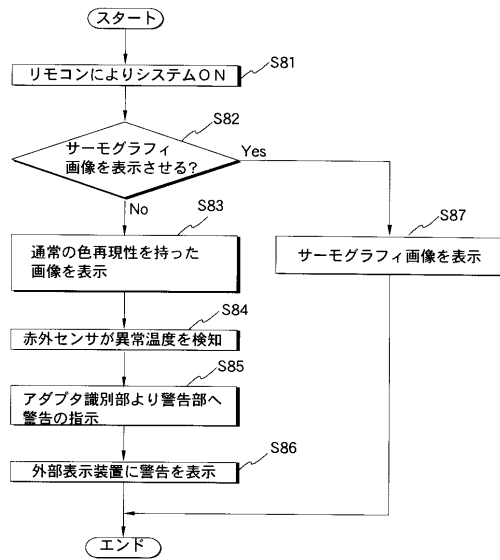 スタート
リモコンによりシステムON
S81
サーモグラフィ
画像を表示させる?
S82
Yes
No
通常の色再現性を持った
画像を表示
S83
サーモグラフィ画像を表示
S87
赤外センサが異常温度を検知
S84
アダプタ識別部より警告部へ
警告の指示
S85
外部表示装置に警告を表示
S86
エンド